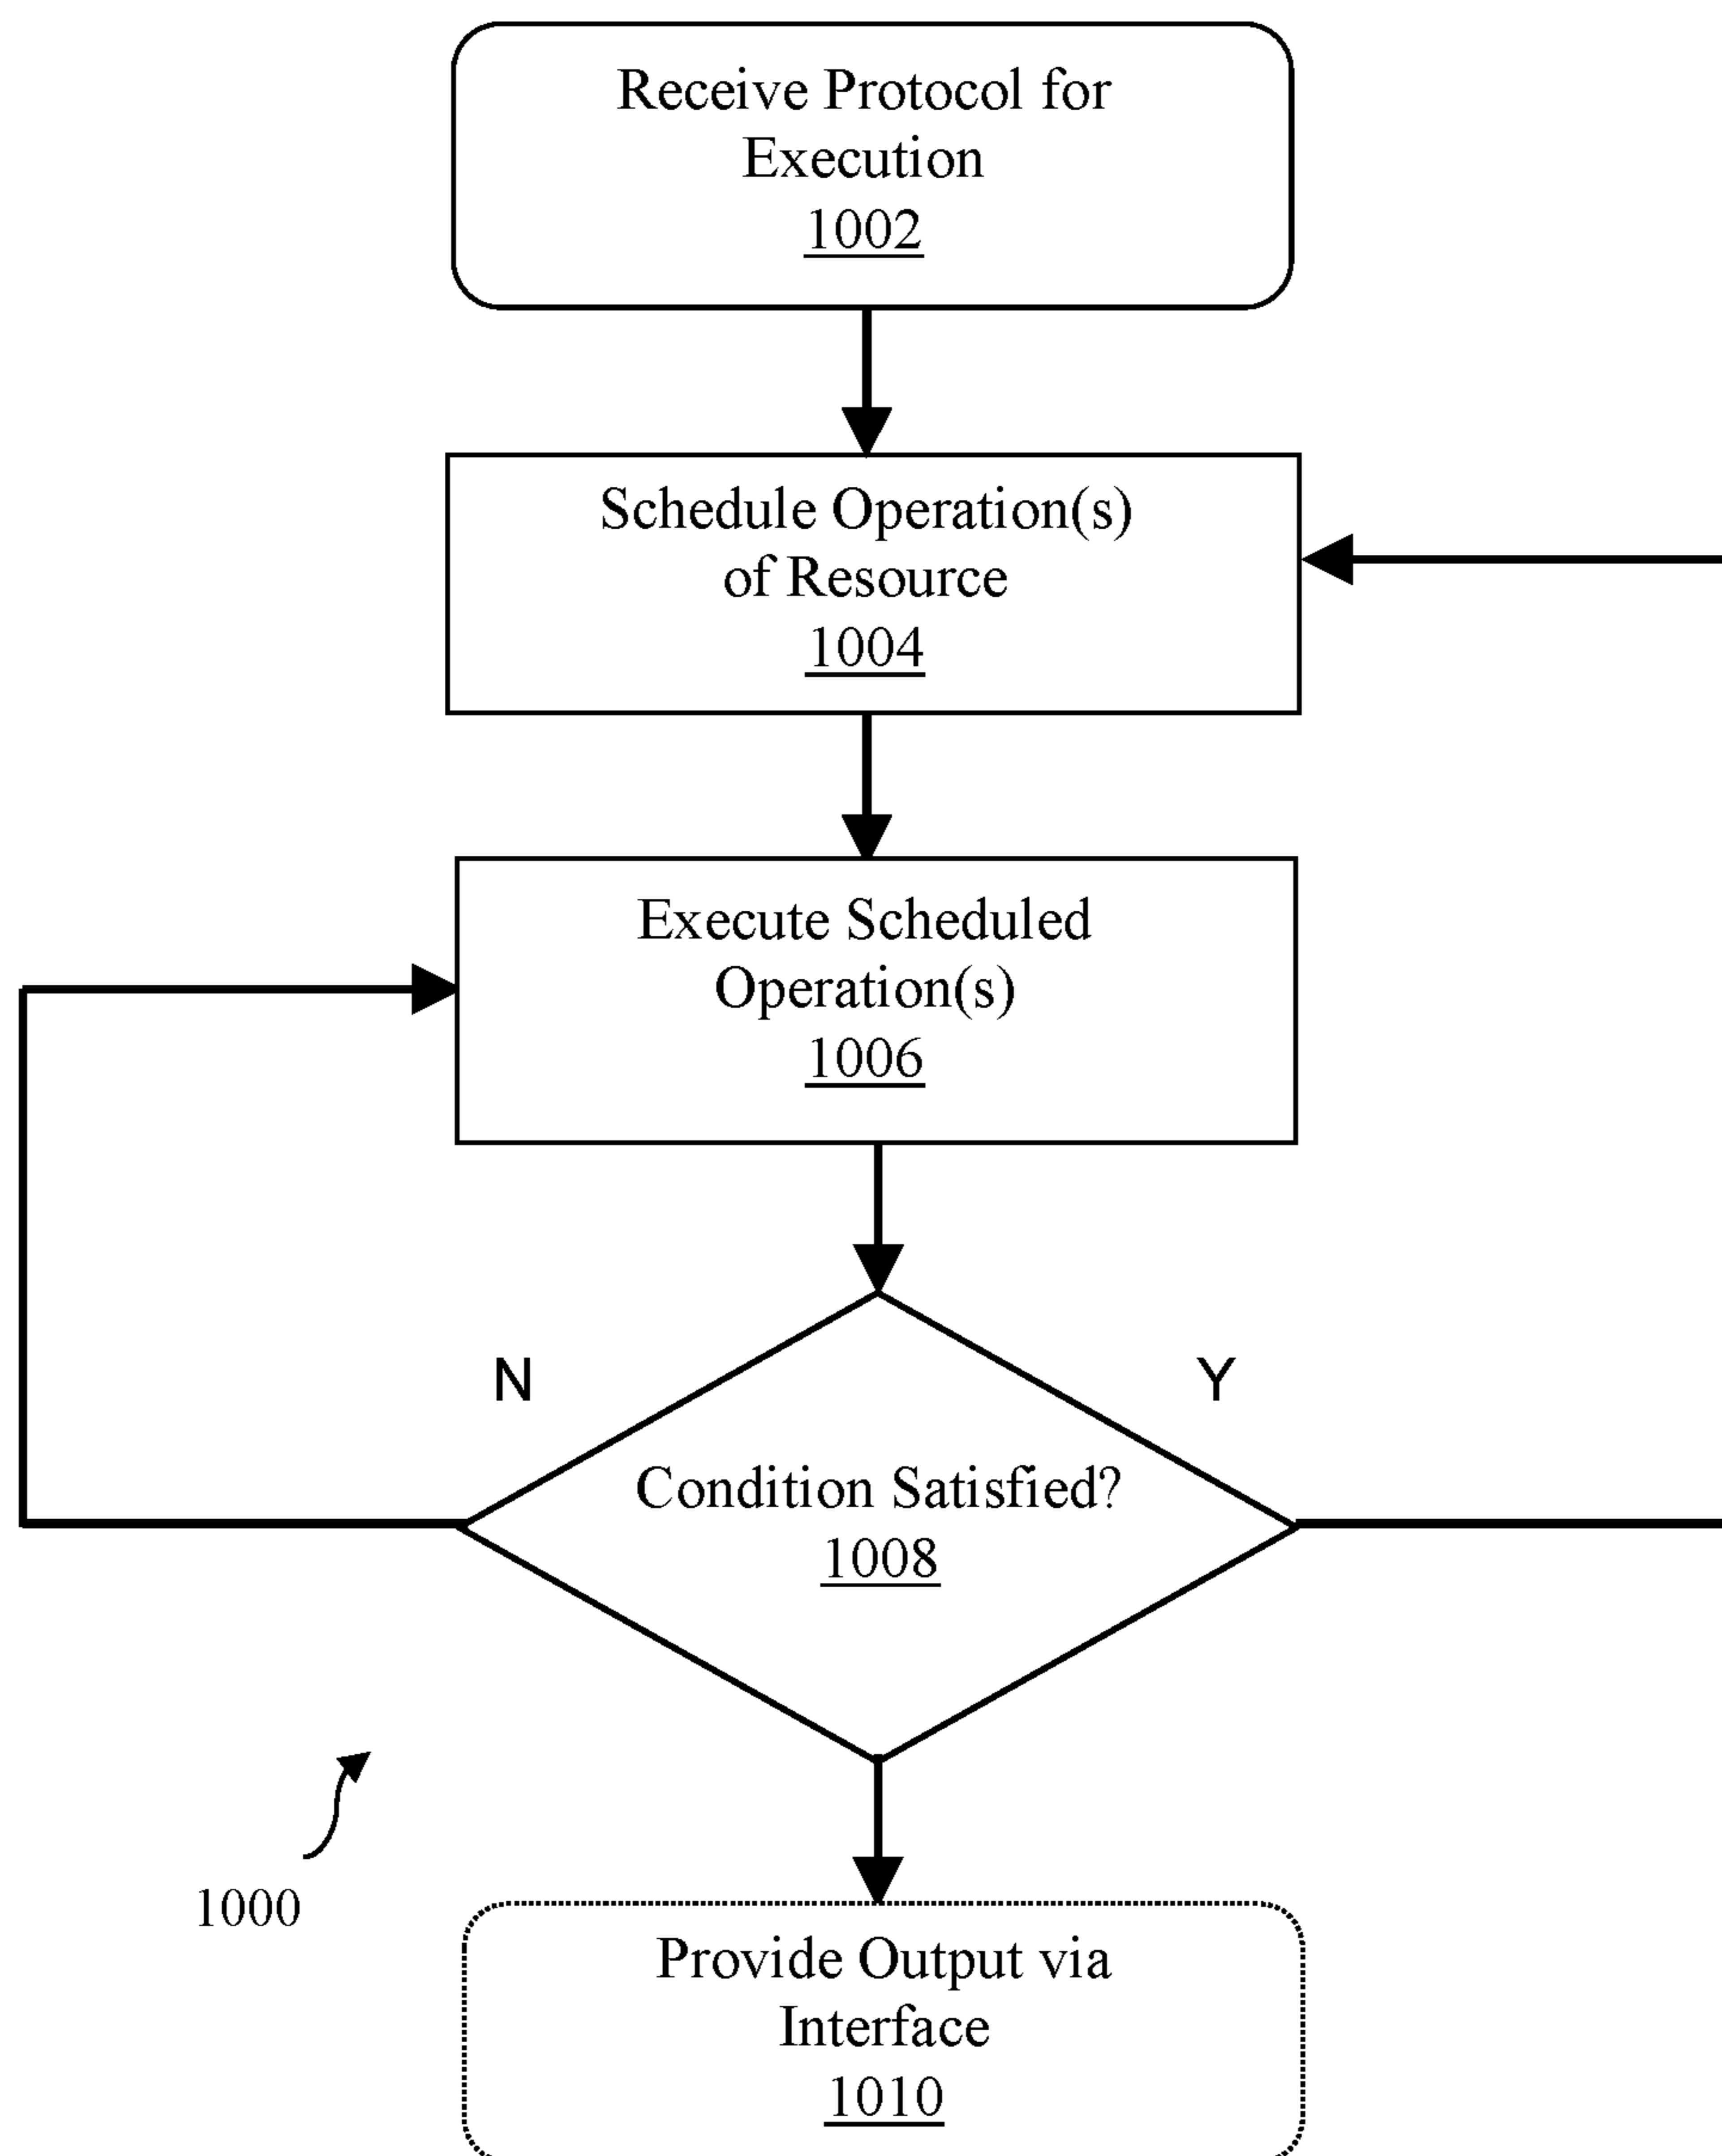 Receive Protocol for
Execution
1002
Schedule Operation(s)
of Resource
1004
Execute Scheduled
Operation(s)
1006
N
Y
Condition Satisfied?
1008
1000
Provide Output via
Interface
1010